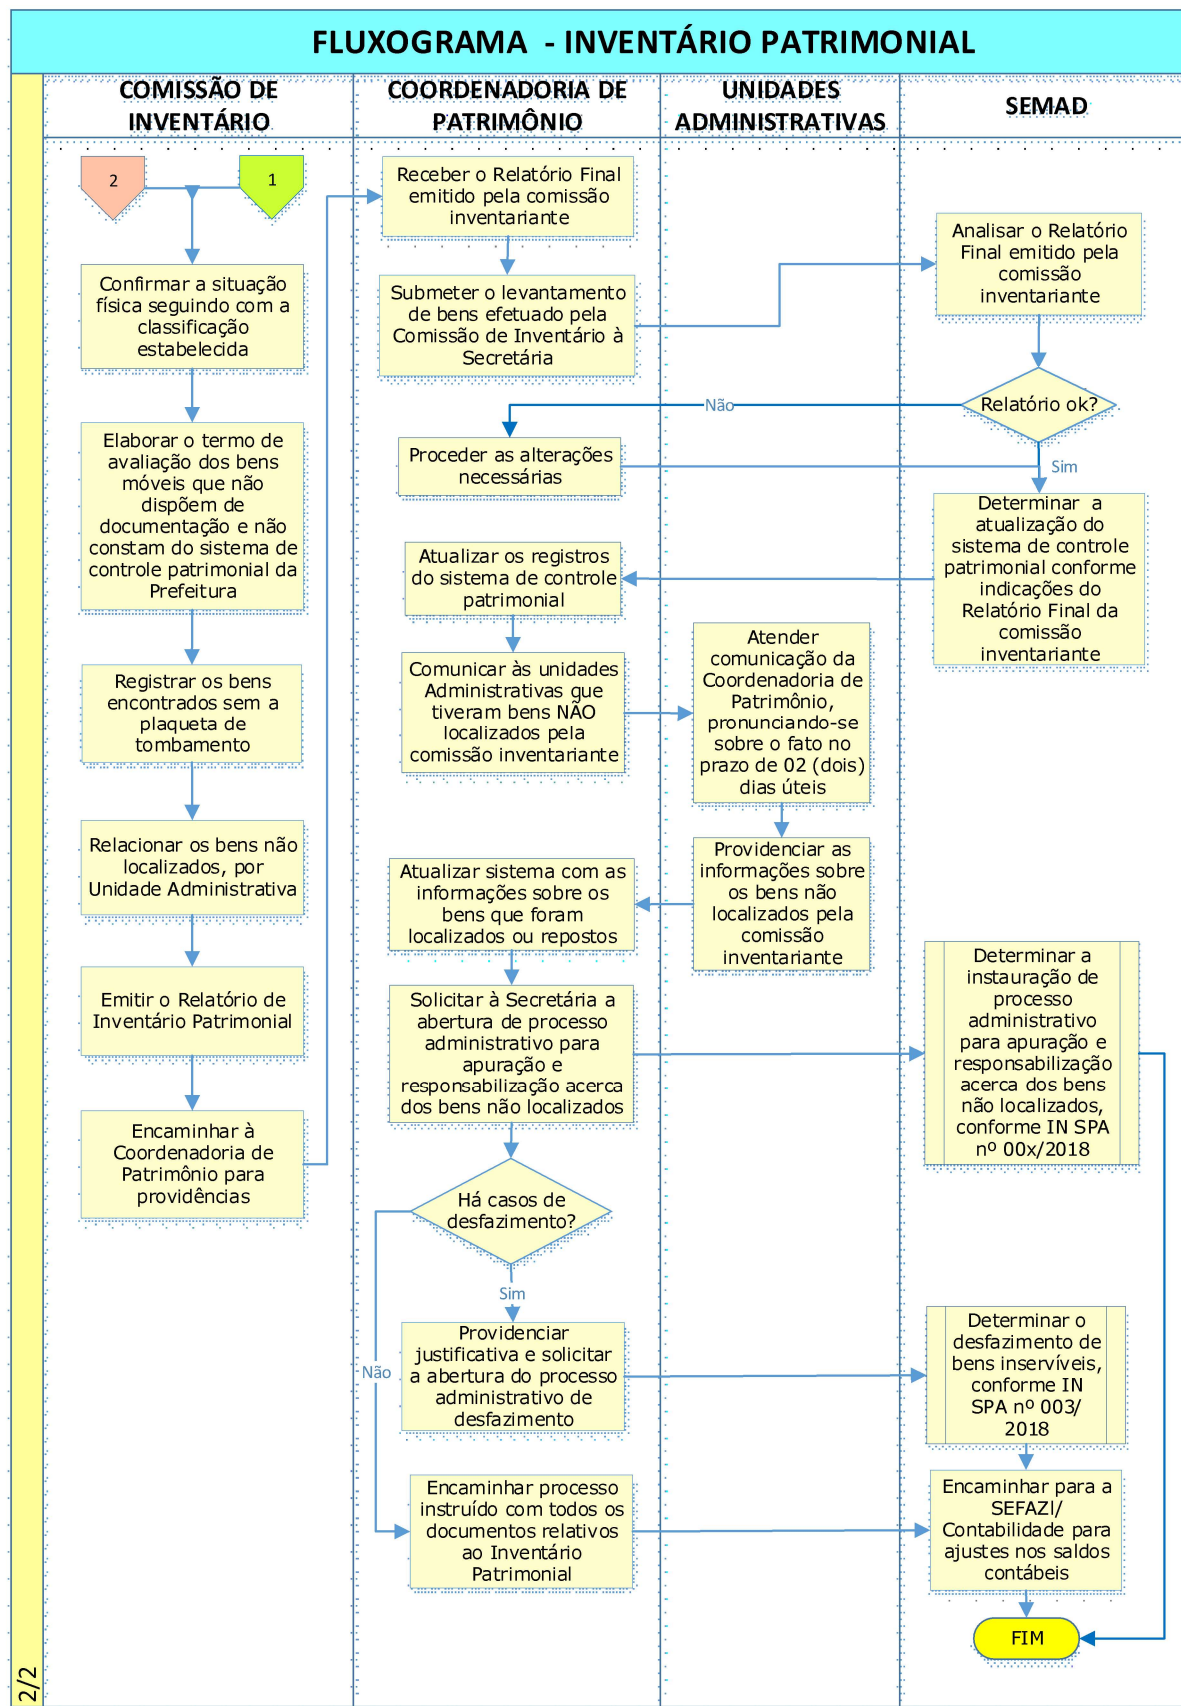 FLUXOGRAMA - INVENTÁRIO PATRIMONIAL
COMISSÃO DE
INVENTÁRIO
COORDENADORIA DE
PATRIMÔNIO
UNIDADES
ADMINISTRATIVAS
SEMAD
2
1
Confirmar a situação
física seguindo com a
classificação
estabelecida
Elaborar o termo de
avaliação dos bens
móveis que não
dispõem de
documentação e não
constam do sistema de
controle patrimonial da
Prefeitura
Registrar os bens
encontrados sem a
plaqueta de
tombamento
Relacionar os bens não
localizados, por
Unidade Administrativa
Emitir o Relatório de
Inventário Patrimonial
Encaminhar à
Coordenadoria de
Patrimônio para
providências
Receber o Relatório Final
emitido pela comissão
inventariante
Submeter o levantamento
de bens efetuado pela
Comissão de Inventário à
Secretária
Analisar o Relatório
Final emitido pela
comissão
inventariante
Relatório ok?
Não
Sim
Proceder as alterações
necessárias
Determinar a
atualização do
sistema de controle
patrimonial conforme
indicações do
Relatório Final da
comissão
inventariante
Atualizar os registros
do sistema de controle
patrimonial
Comunicar às unidades
Administrativas que
tiveram bens NÃO
localizados pela
comissão inventariante
Atender
comunicação da
Coordenadoria de
Patrimônio,
pronunciando-se
sobre o fato no
prazo de 02 (dois)
dias úteis
Providenciar as
informações sobre
os bens não
localizados pela
comissão
inventariante
Atualizar sistema com as
informações sobre os
bens que foram
localizados ou repostos
Solicitar à Secretária a
abertura de processo
administrativo para
apuração e
responsabilização acerca
dos bens não localizados
Determinar a
instauração de
processo
administrativo
para apuração e
responsabilização
acerca dos bens
não localizados,
conforme IN SPA
nº 00x/2018
Há casos de
desfazimento?
Sim
Não
Providenciar
justificativa e solicitar
a abertura do processo
administrativo de
desfazimento
Determinar o
desfazimento de
bens inservíveis,
conforme IN
SPA nº 003/
2018
Encaminhar processo
instruído com todos os
documentos relativos
ao Inventário
Patrimonial
Encaminhar para a
SEFAZI/
Contabilidade para
ajustes nos saldos
contábeis
FIM
2/2